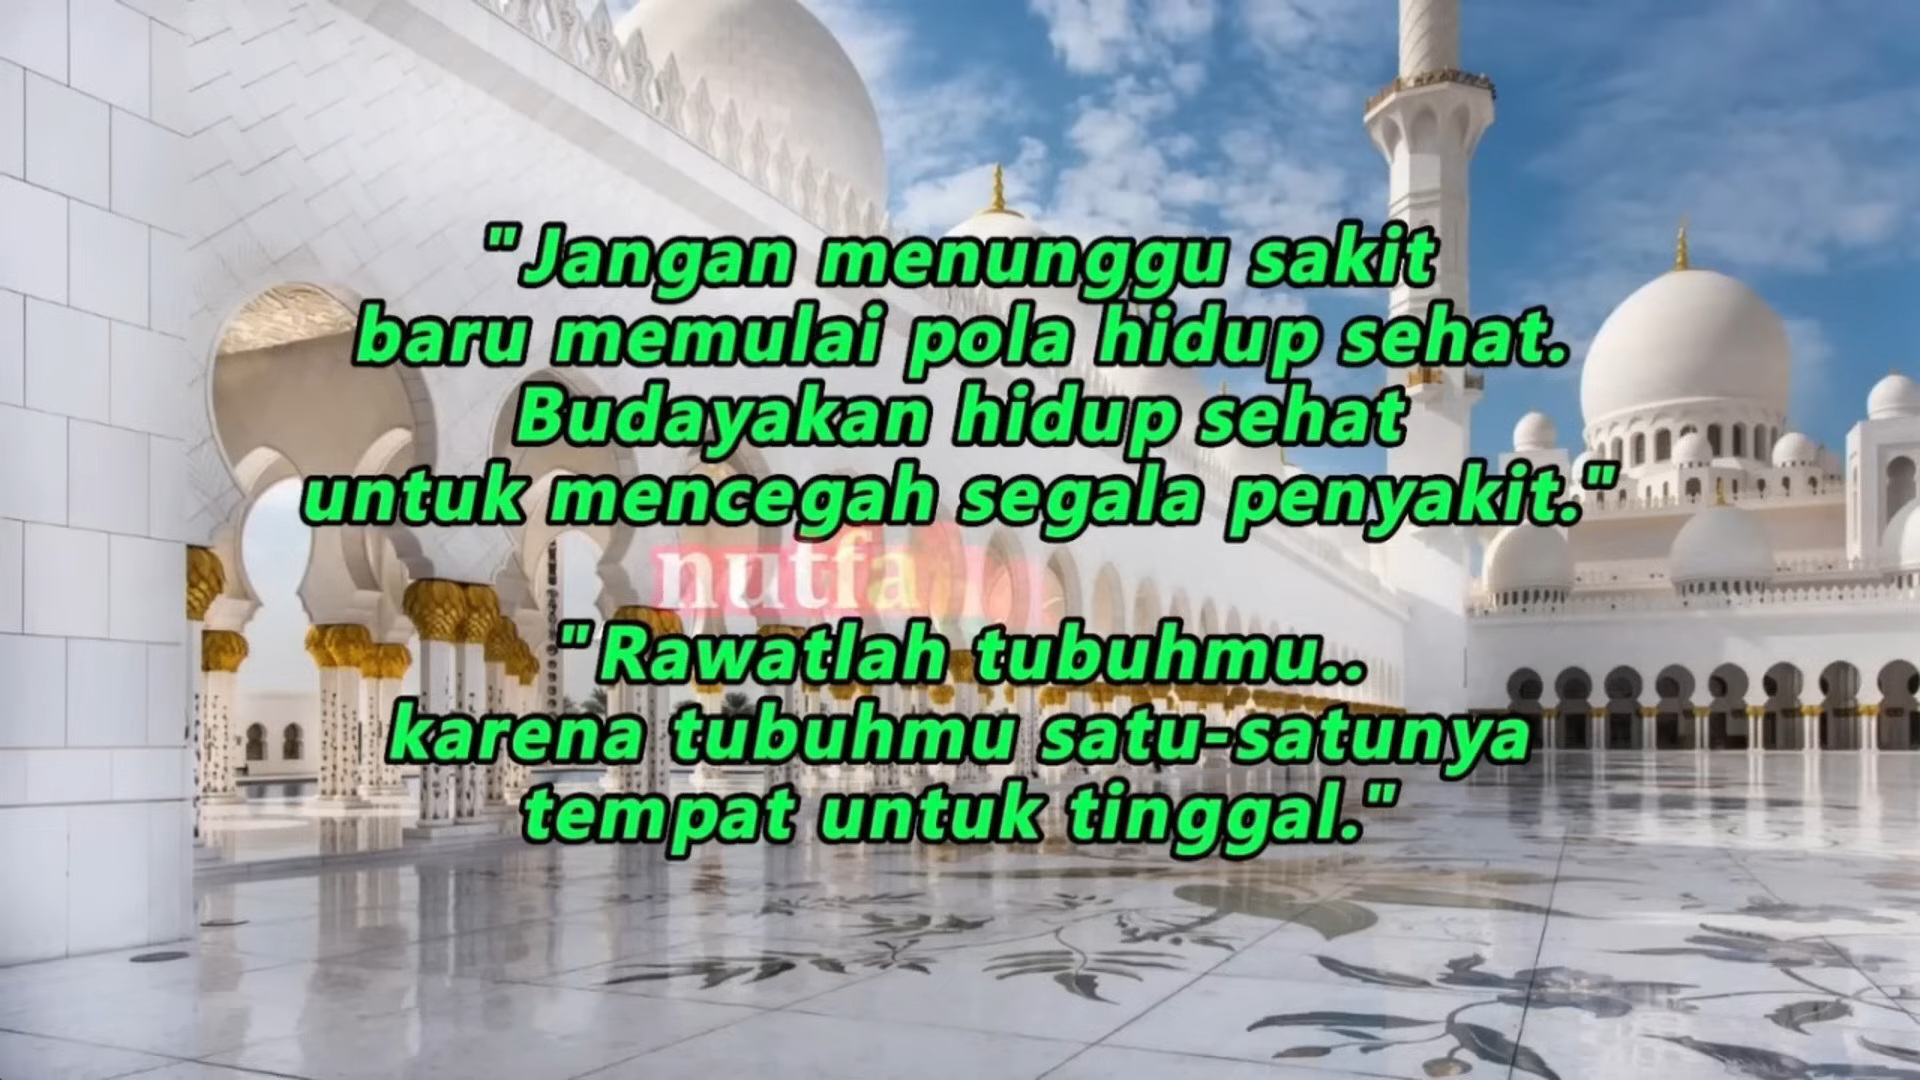 "Jangan menunggu sakit
baru memulai pola hidup sehat.
Budayakan hidup sehat
untuk mencegah segala penyakit."
nutfa
"Rawatlah tubuhmu..
karena tubuhmu satu-satunya
tempat untuk tinggal."